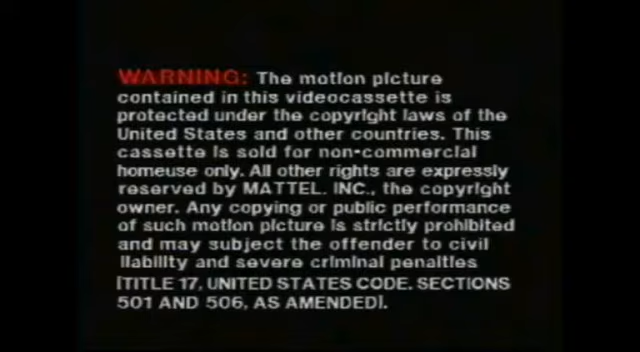 WARNING: The motion picture
contained in this videocassette is
protected under the copyright laws of the
United States and other countries. This
cassette is sold for non-commercial
homeuse only. All other rights are expressly
reserved by MATTEL, INC., the copyright
owner. Any copying or public performance
of such motion picture is strictly prohibited
and may subject the offender to civil
liability and severe criminal penalties
[TITLE 17, UNITED STATES CODE, SECTIONS
501 AND 506, AS AMENDED].